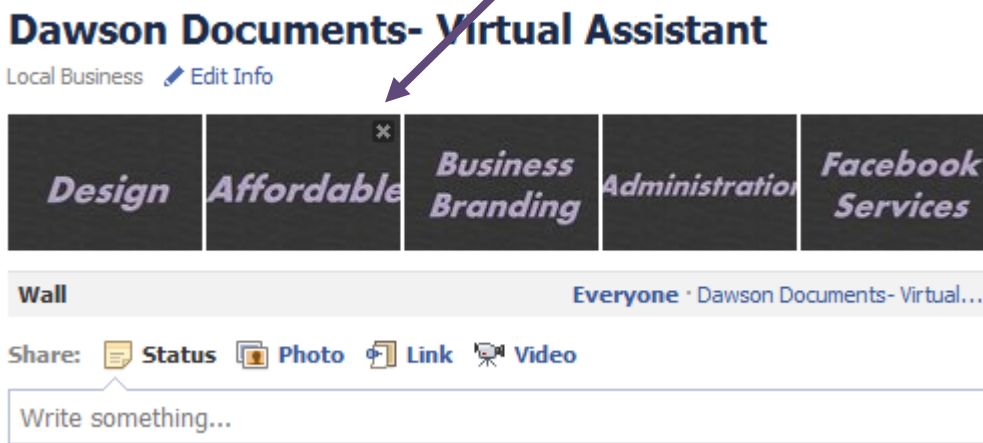 Dawson Documents- Virtual Assistant
Local Business Edit Info
Design
Affordable
Business
Branding
Administration
Facebook
Services
Wall Everyone · Dawson Documents- Virtual...
Share: Status Photo Link Video
Write something...